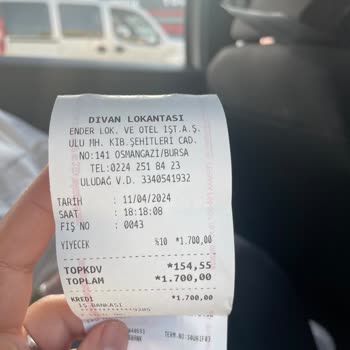 DIVAN LOKANTASI
ENDER LOK. VE OTEL İŞT.A.Ş.
ULU MH. KIB.ŞEHİTLERİ CAD.
NO:141 OSMANGAZİ/BURSA
TEL:0224 251 84 23
ULUDAĞ V.D. 3340541932
TARİH : 11/04/2024
SAAT : 18:18:08
FİŞ NO : 0043
YİYECEK %10 *1.700,00
TOPKDV *154,55
TOPLAM *1.700,00
KREDİ *1.700,00
İŞ BANKASI